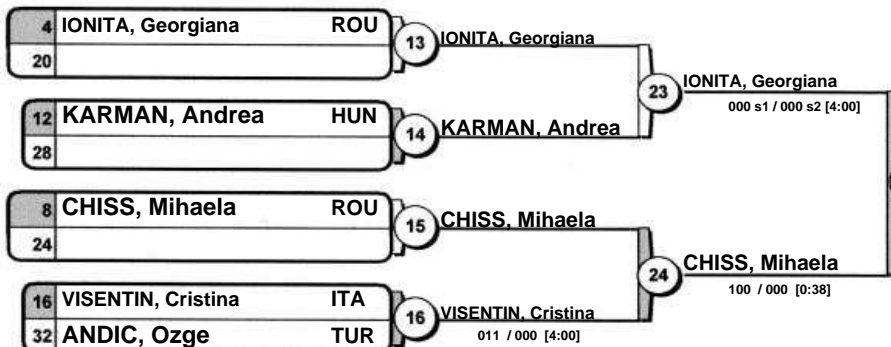 4 IONITA, Georgiana ROU
20
13 IONITA, Georgiana
12 KARMAN, Andrea HUN
28
14 KARMAN, Andrea
23 IONITA, Georgiana
000 s1 / 000 s2 [4:00]
8 CHISS, Mihaela ROU
24
15 CHISS, Mihaela
16 VISENTIN, Cristina ITA
32 ANDIC, Ozge TUR
16 VISENTIN, Cristina
011 / 000 [4:00]
24 CHISS, Mihaela
100 / 000 [0:38]